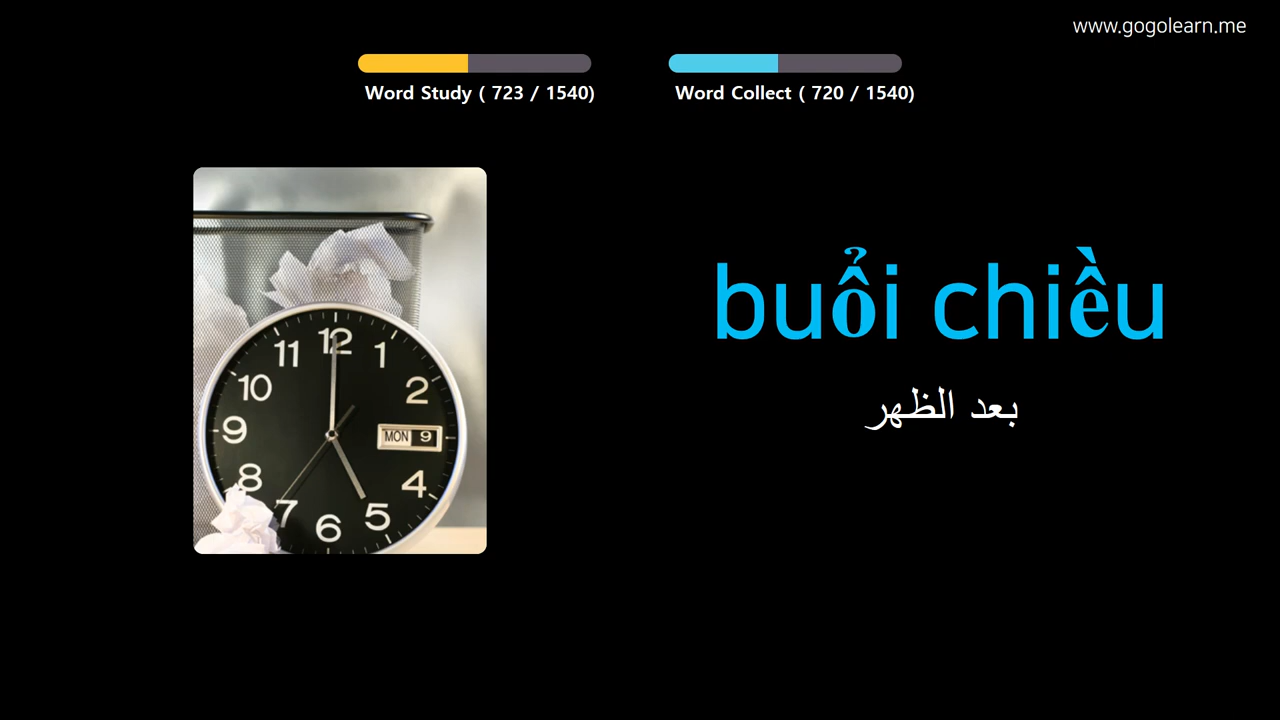 www.gogolearn.me
Word Study ( 723 / 1540)
Word Collect ( 720 / 1540)
buổi chiều
بعد الظهر
12
11
1
10
2
9
MON 9
8
4
7
5
6